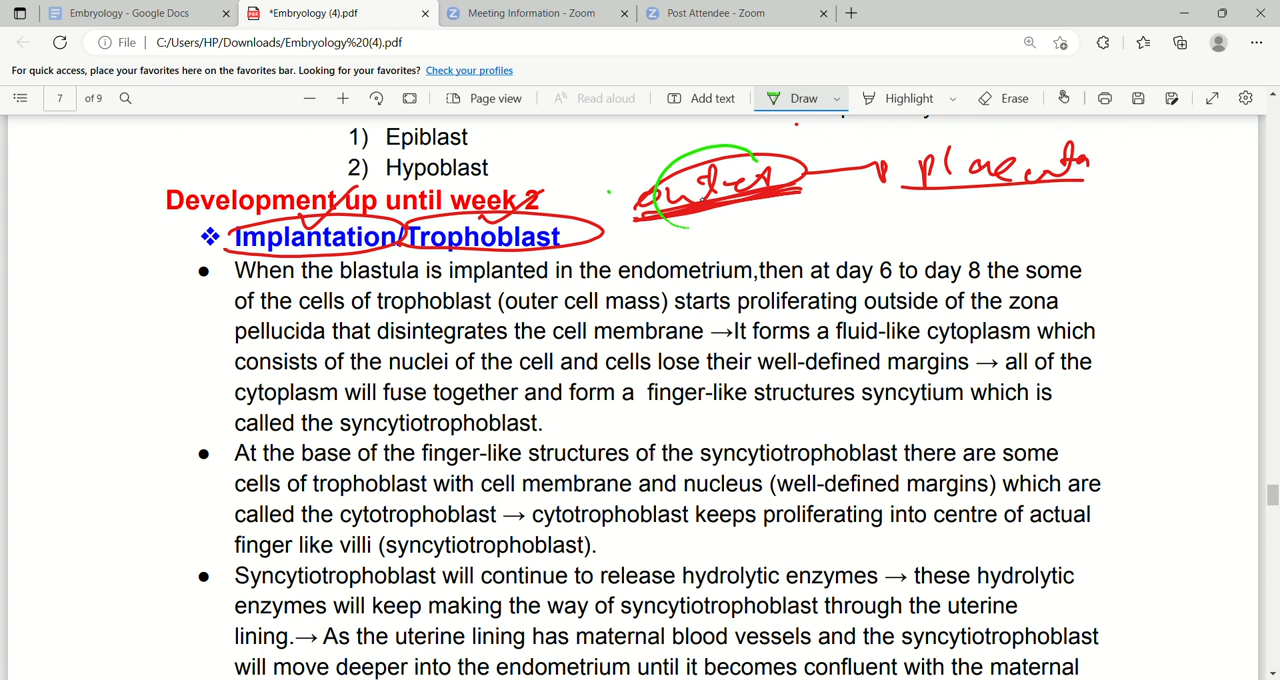 Embryology - Google Docs
*Embryology (4).pdf
Meeting Information - Zoom
Post Attendee - Zoom
File
C:/Users/HP/Downloads/Embryology%20(4).pdf
For quick access, place your favorites here on the favorites bar. Looking for your favorites? Check your profiles
7 of 9
Page view
Read aloud
Add text
Draw
Highlight
Erase
1) Epiblast
2) Hypoblast
outer placenta
Development up until week 2
❖ Implantation/Trophoblast
● When the blastula is implanted in the endometrium,then at day 6 to day 8 the some
of the cells of trophoblast (outer cell mass) starts proliferating outside of the zona
pellucida that disintegrates the cell membrane →It forms a fluid-like cytoplasm which
consists of the nuclei of the cell and cells lose their well-defined margins → all of the
cytoplasm will fuse together and form a finger-like structures syncytium which is
called the syncytiotrophoblast.
● At the base of the finger-like structures of the syncytiotrophoblast there are some
cells of trophoblast with cell membrane and nucleus (well-defined margins) which are
called the cytotrophoblast → cytotrophoblast keeps proliferating into centre of actual
finger like villi (syncytiotrophoblast).
● Syncytiotrophoblast will continue to release hydrolytic enzymes → these hydrolytic
enzymes will keep making the way of syncytiotrophoblast through the uterine
lining.→ As the uterine lining has maternal blood vessels and the syncytiotrophoblast
will move deeper into the endometrium until it becomes confluent with the maternal